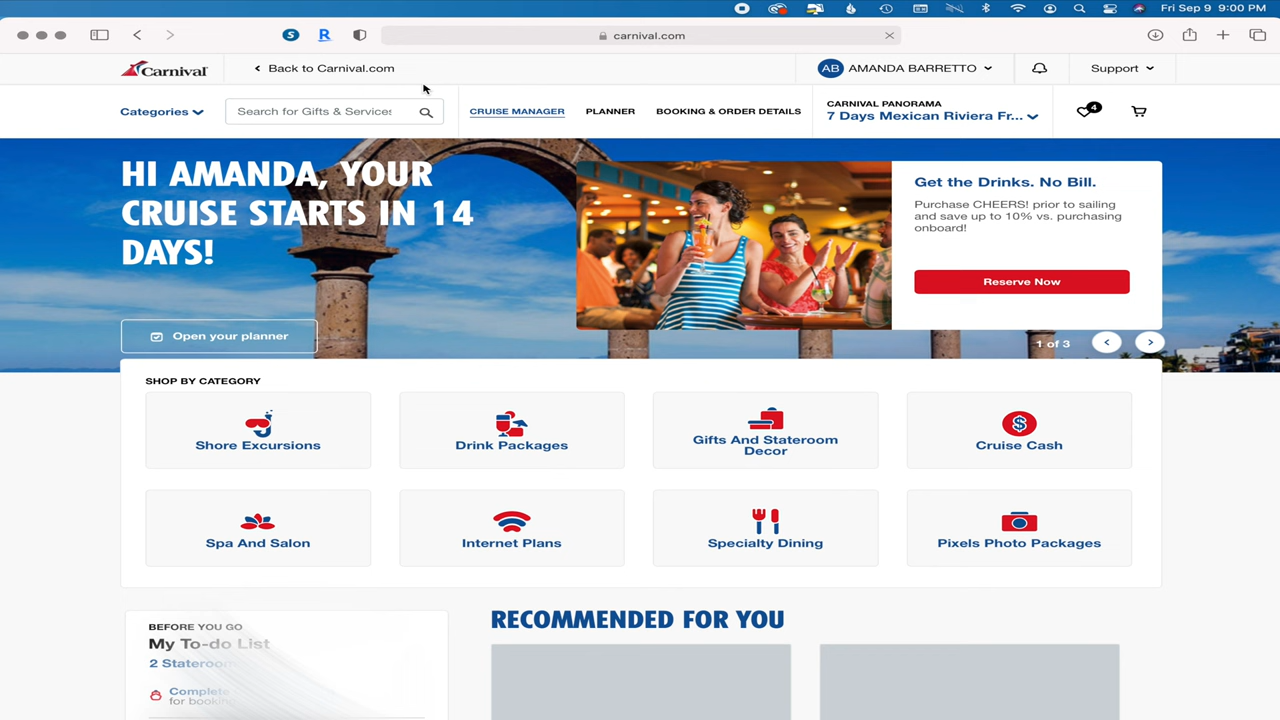 Fri Sep 9 9:00 PM
S
R
carnival.com
Carnival
Back to Carnival.com
AB AMANDA BARRETTO
Support
Categories
Search for Gifts & Services
CRUISE MANAGER
PLANNER
BOOKING & ORDER DETAILS
CARNIVAL PANORAMA
7 Days Mexican Riviera Fr...
4
HI AMANDA, YOUR
CRUISE STARTS IN 14
DAYS!
Open your planner
Get the Drinks. No Bill.
Purchase CHEERS! prior to sailing
and save up to 10% vs. purchasing
onboard!
Reserve Now
1 of 3
SHOP BY CATEGORY
Shore Excursions
Drink Packages
Gifts And Stateroom
Decor
$
Cruise Cash
Spa And Salon
Internet Plans
Specialty Dining
Pixels Photo Packages
BEFORE YOU GO
My To-do List
2 Stateroom
Complete
for booking
RECOMMENDED FOR YOU